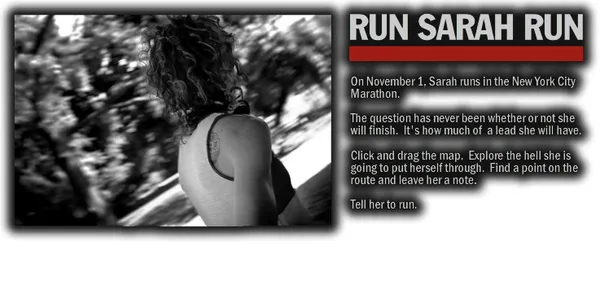 RUN SARAH RUN
On November 1, Sarah runs in the New York City
Marathon.
The question has never been whether or not she
will finish. It's how much of a lead she will have.
Click and drag the map. Explore the hell she is
going to put herself through. Find a point on the
route and leave her a note.
Tell her to run.